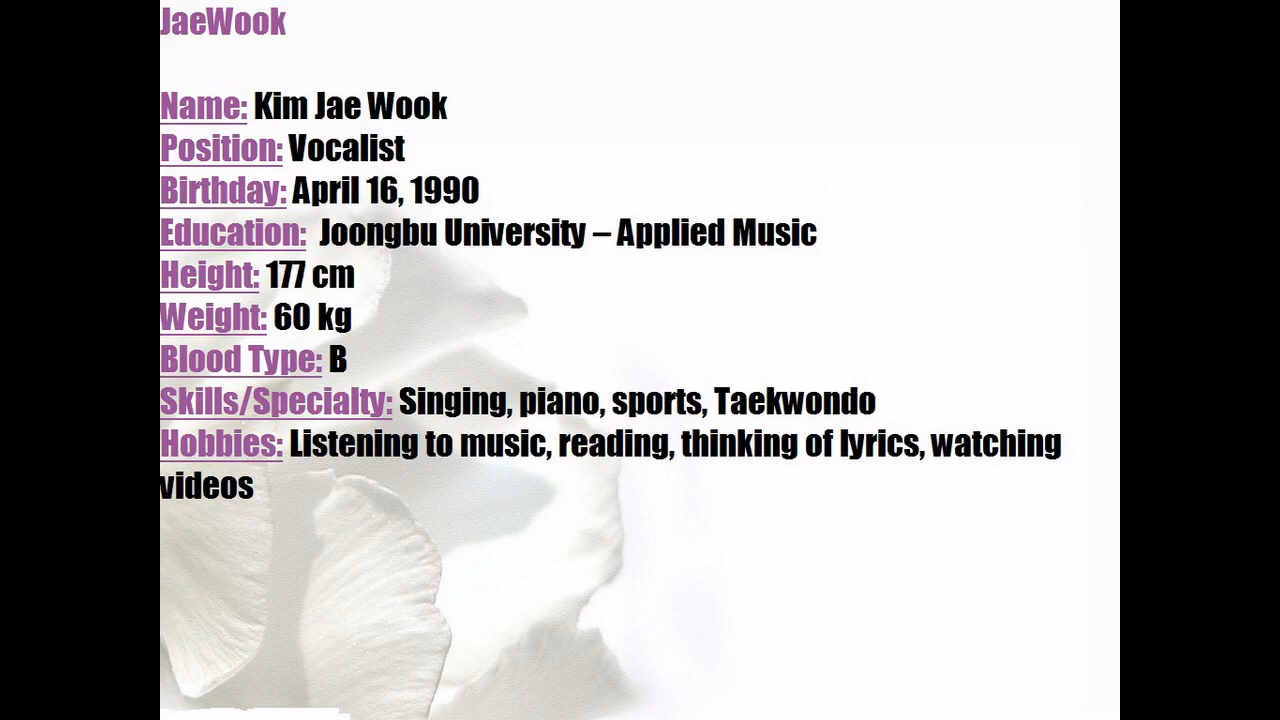 JaeWook
Name: Kim Jae Wook
Position: Vocalist
Birthday: April 16, 1990
Education: Joongbu University – Applied Music
Height: 177 cm
Weight: 60 kg
Blood Type: B
Skills/Specialty: Singing, piano, sports, Taekwondo
Hobbies: Listening to music, reading, thinking of lyrics, watching
videos